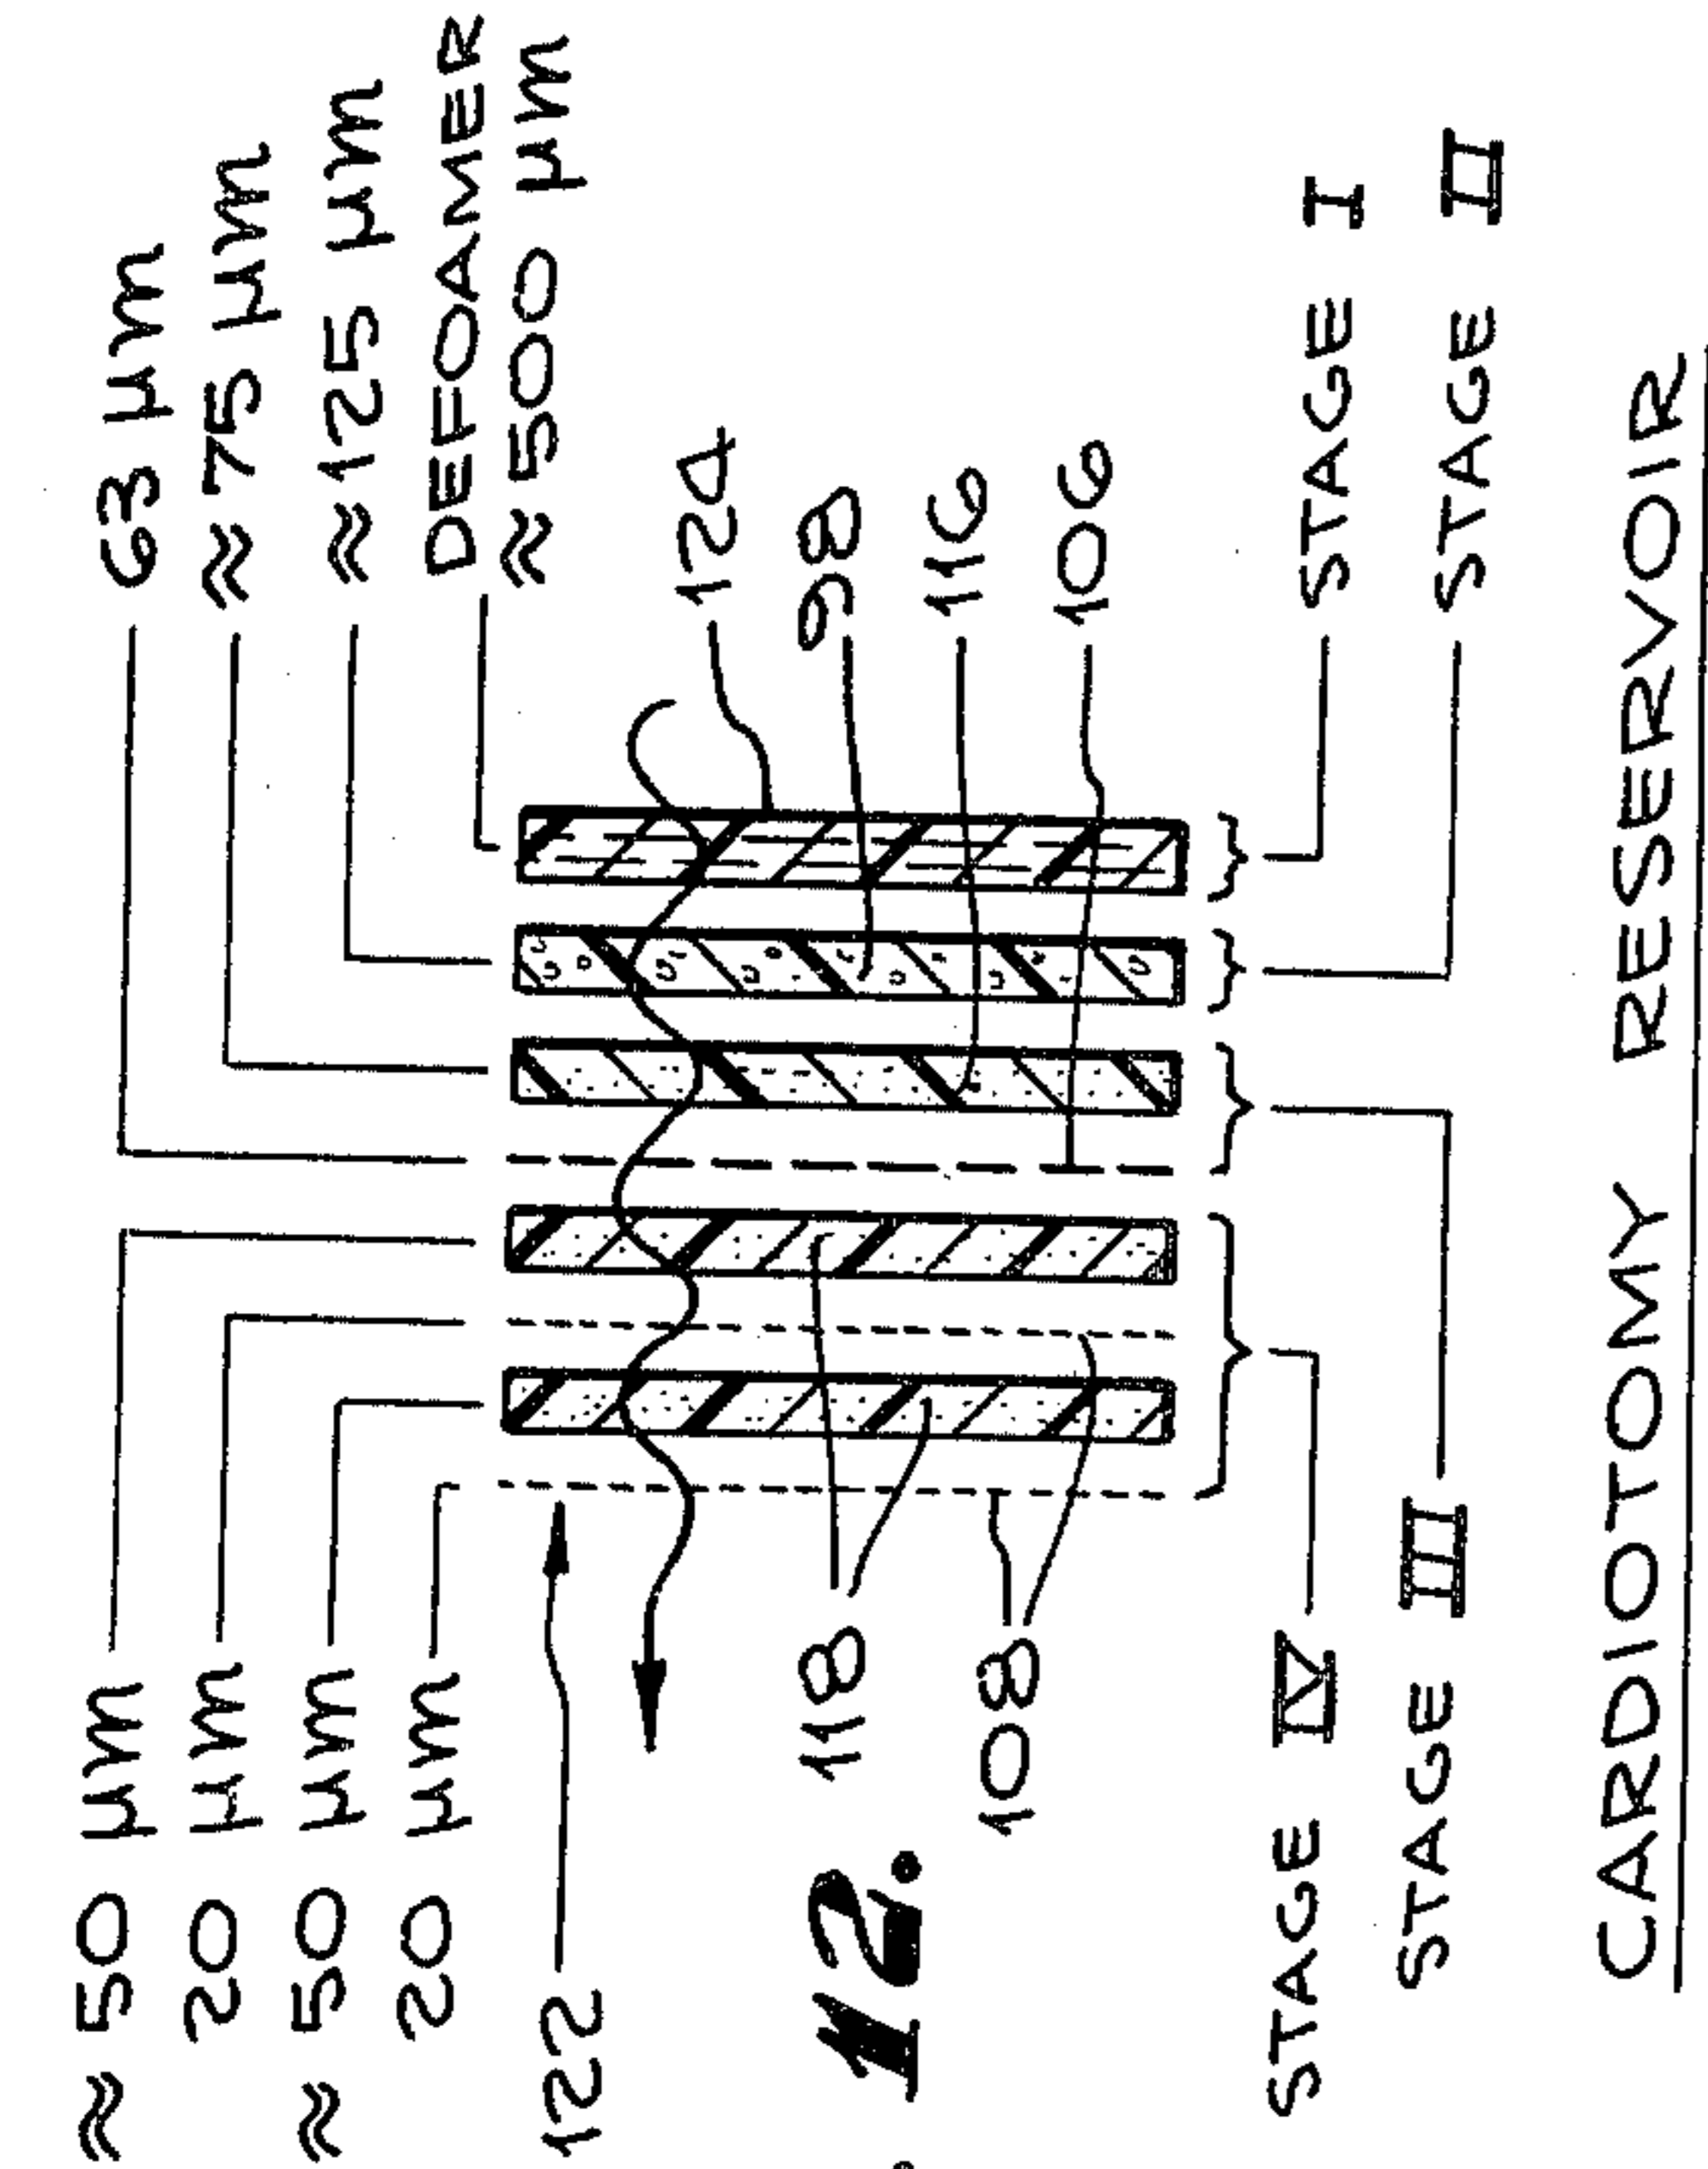 ≈ 50 µm
20 µm
≈ 50 µm
20 µm
63 µm
≈ 75 µm
≈ 125 µm
DEFOAMER
≈ 500 µm
122
124
98
116
106
118
108
12.
STAGE IV
STAGE III
STAGE I
STAGE II
CARDIOTOMY RESERVOIR